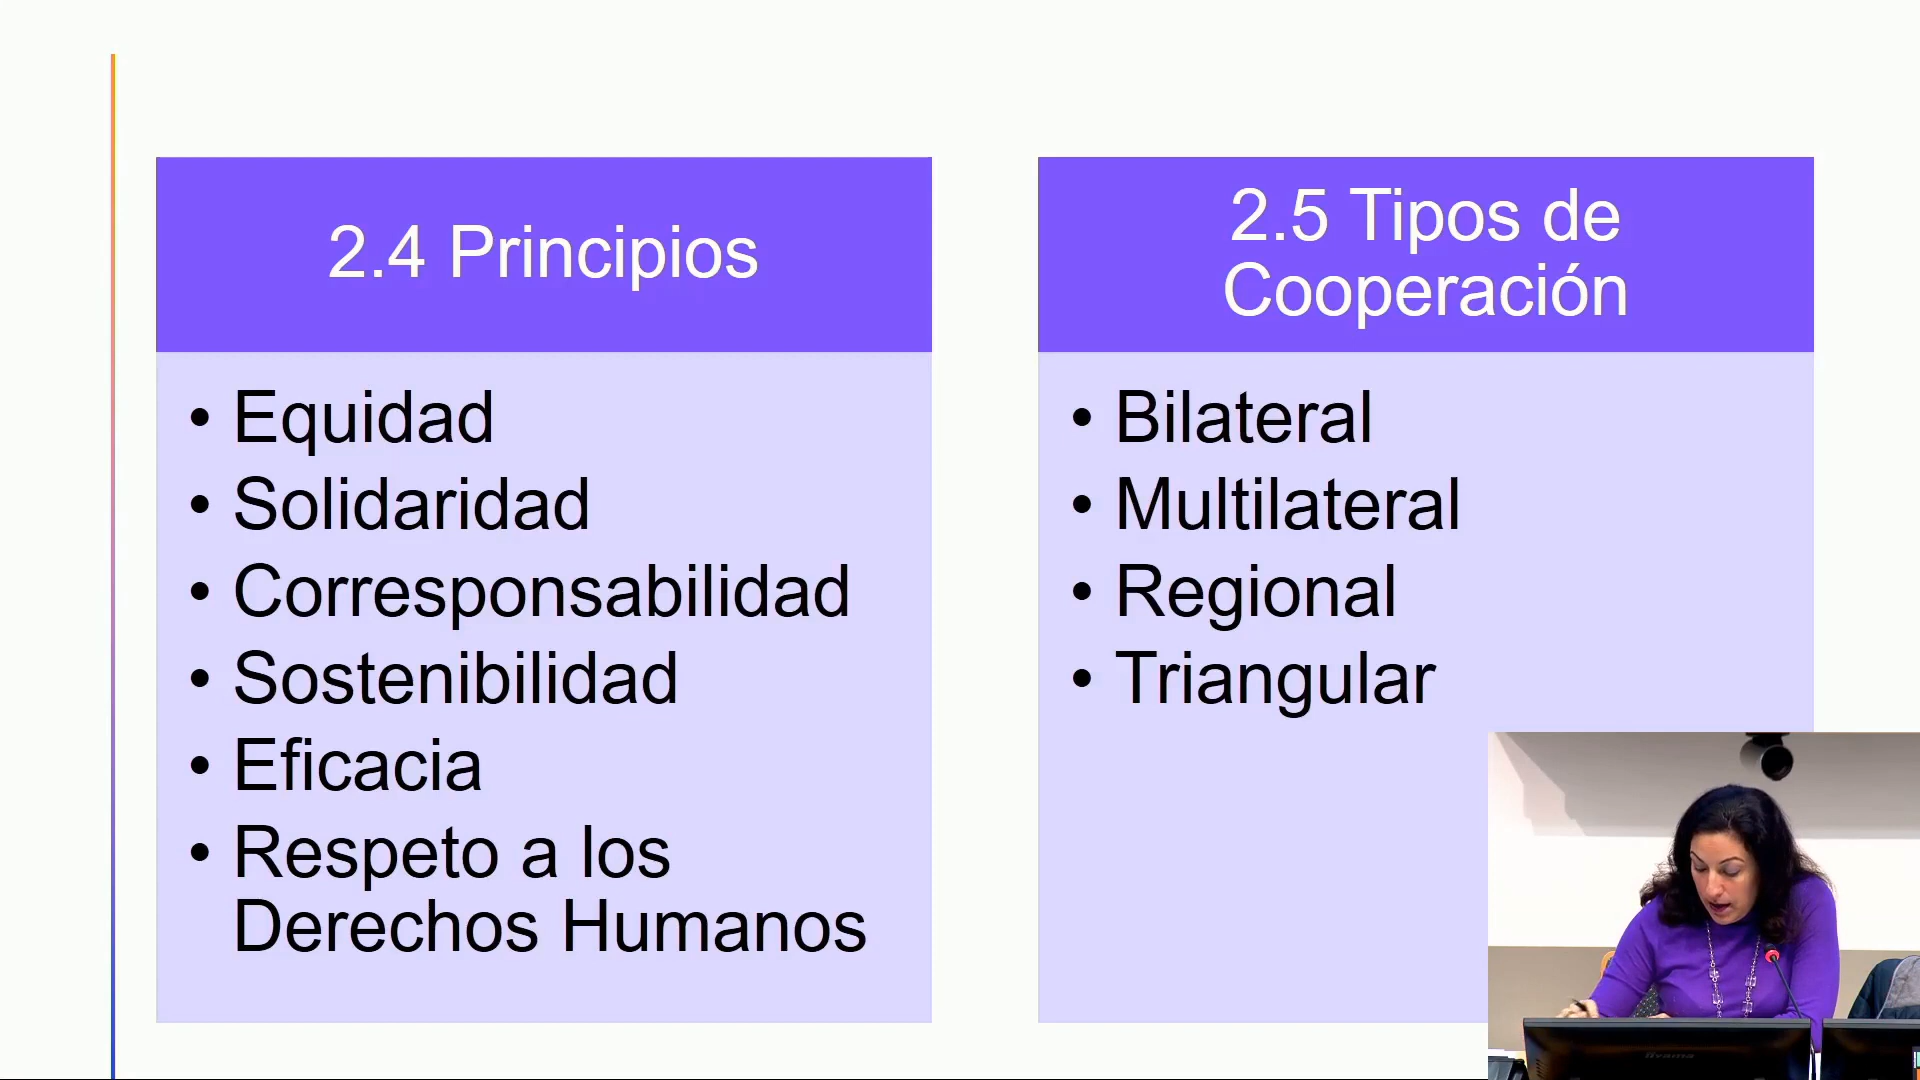 2.4 Principios
• Equidad
• Solidaridad
• Corresponsabilidad
• Sostenibilidad
• Eficacia
• Respeto a los
Derechos Humanos
2.5 Tipos de
Cooperación
• Bilateral
• Multilateral
• Regional
• Triangular
iiyama